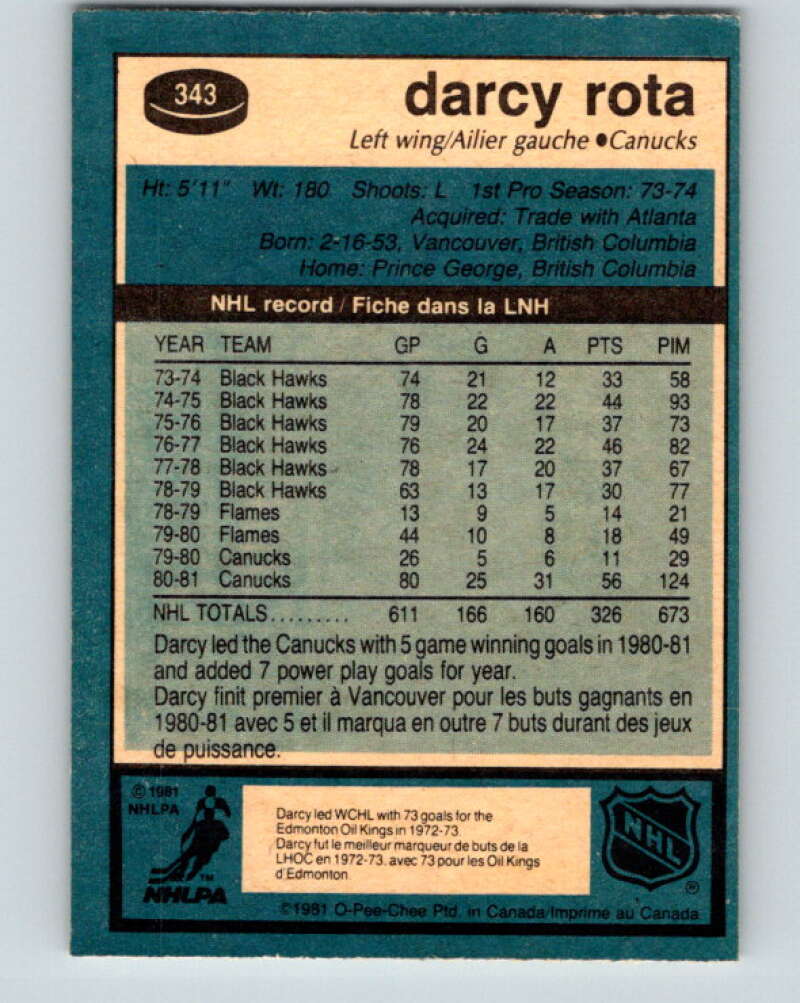 343
darcy rota
Left wing/Ailier gauche ●Canucks
Ht: 5'11" Wt: 180 Shoots: L 1st Pro Season: 73-74
Acquired: Trade with Atlanta
Born: 2-16-53, Vancouver, British Columbia
Home: Prince George, British Columbia
NHL record / Fiche dans la LNH
YEAR TEAM GP G A PTS PIM
73-74 Black Hawks 74 21 12 33 58
74-75 Black Hawks 78 22 22 44 93
75-76 Black Hawks 79 20 17 37 73
76-77 Black Hawks 76 24 22 46 82
77-78 Black Hawks 78 17 20 37 67
78-79 Black Hawks 63 13 17 30 77
78-79 Flames 13 9 5 14 21
79-80 Flames 44 10 8 18 49
79-80 Canucks 26 5 6 11 29
80-81 Canucks 80 25 31 56 124
NHL TOTALS......... 611 166 160 326 673
Darcy led the Canucks with 5 game winning goals in 1980-81
and added 7 power play goals for year.
Darcy finit premier à Vancouver pour les buts gagnants en
1980-81 avec 5 et il marqua en outre 7 buts durant des jeux
de puissance.
© 1981
NHLPA
TM
NHLPA
Darcy led WCHL with 73 goals for the
Edmonton Oil Kings in 1972-73.
Darcy fut le meilleur marqueur de buts de la
LHOC en 1972-73. avec 73 pour les Oil Kings
d'Edmonton
NHL
®
©1981 O-Pee-Chee Ptd. in Canada/Imprime au Canada